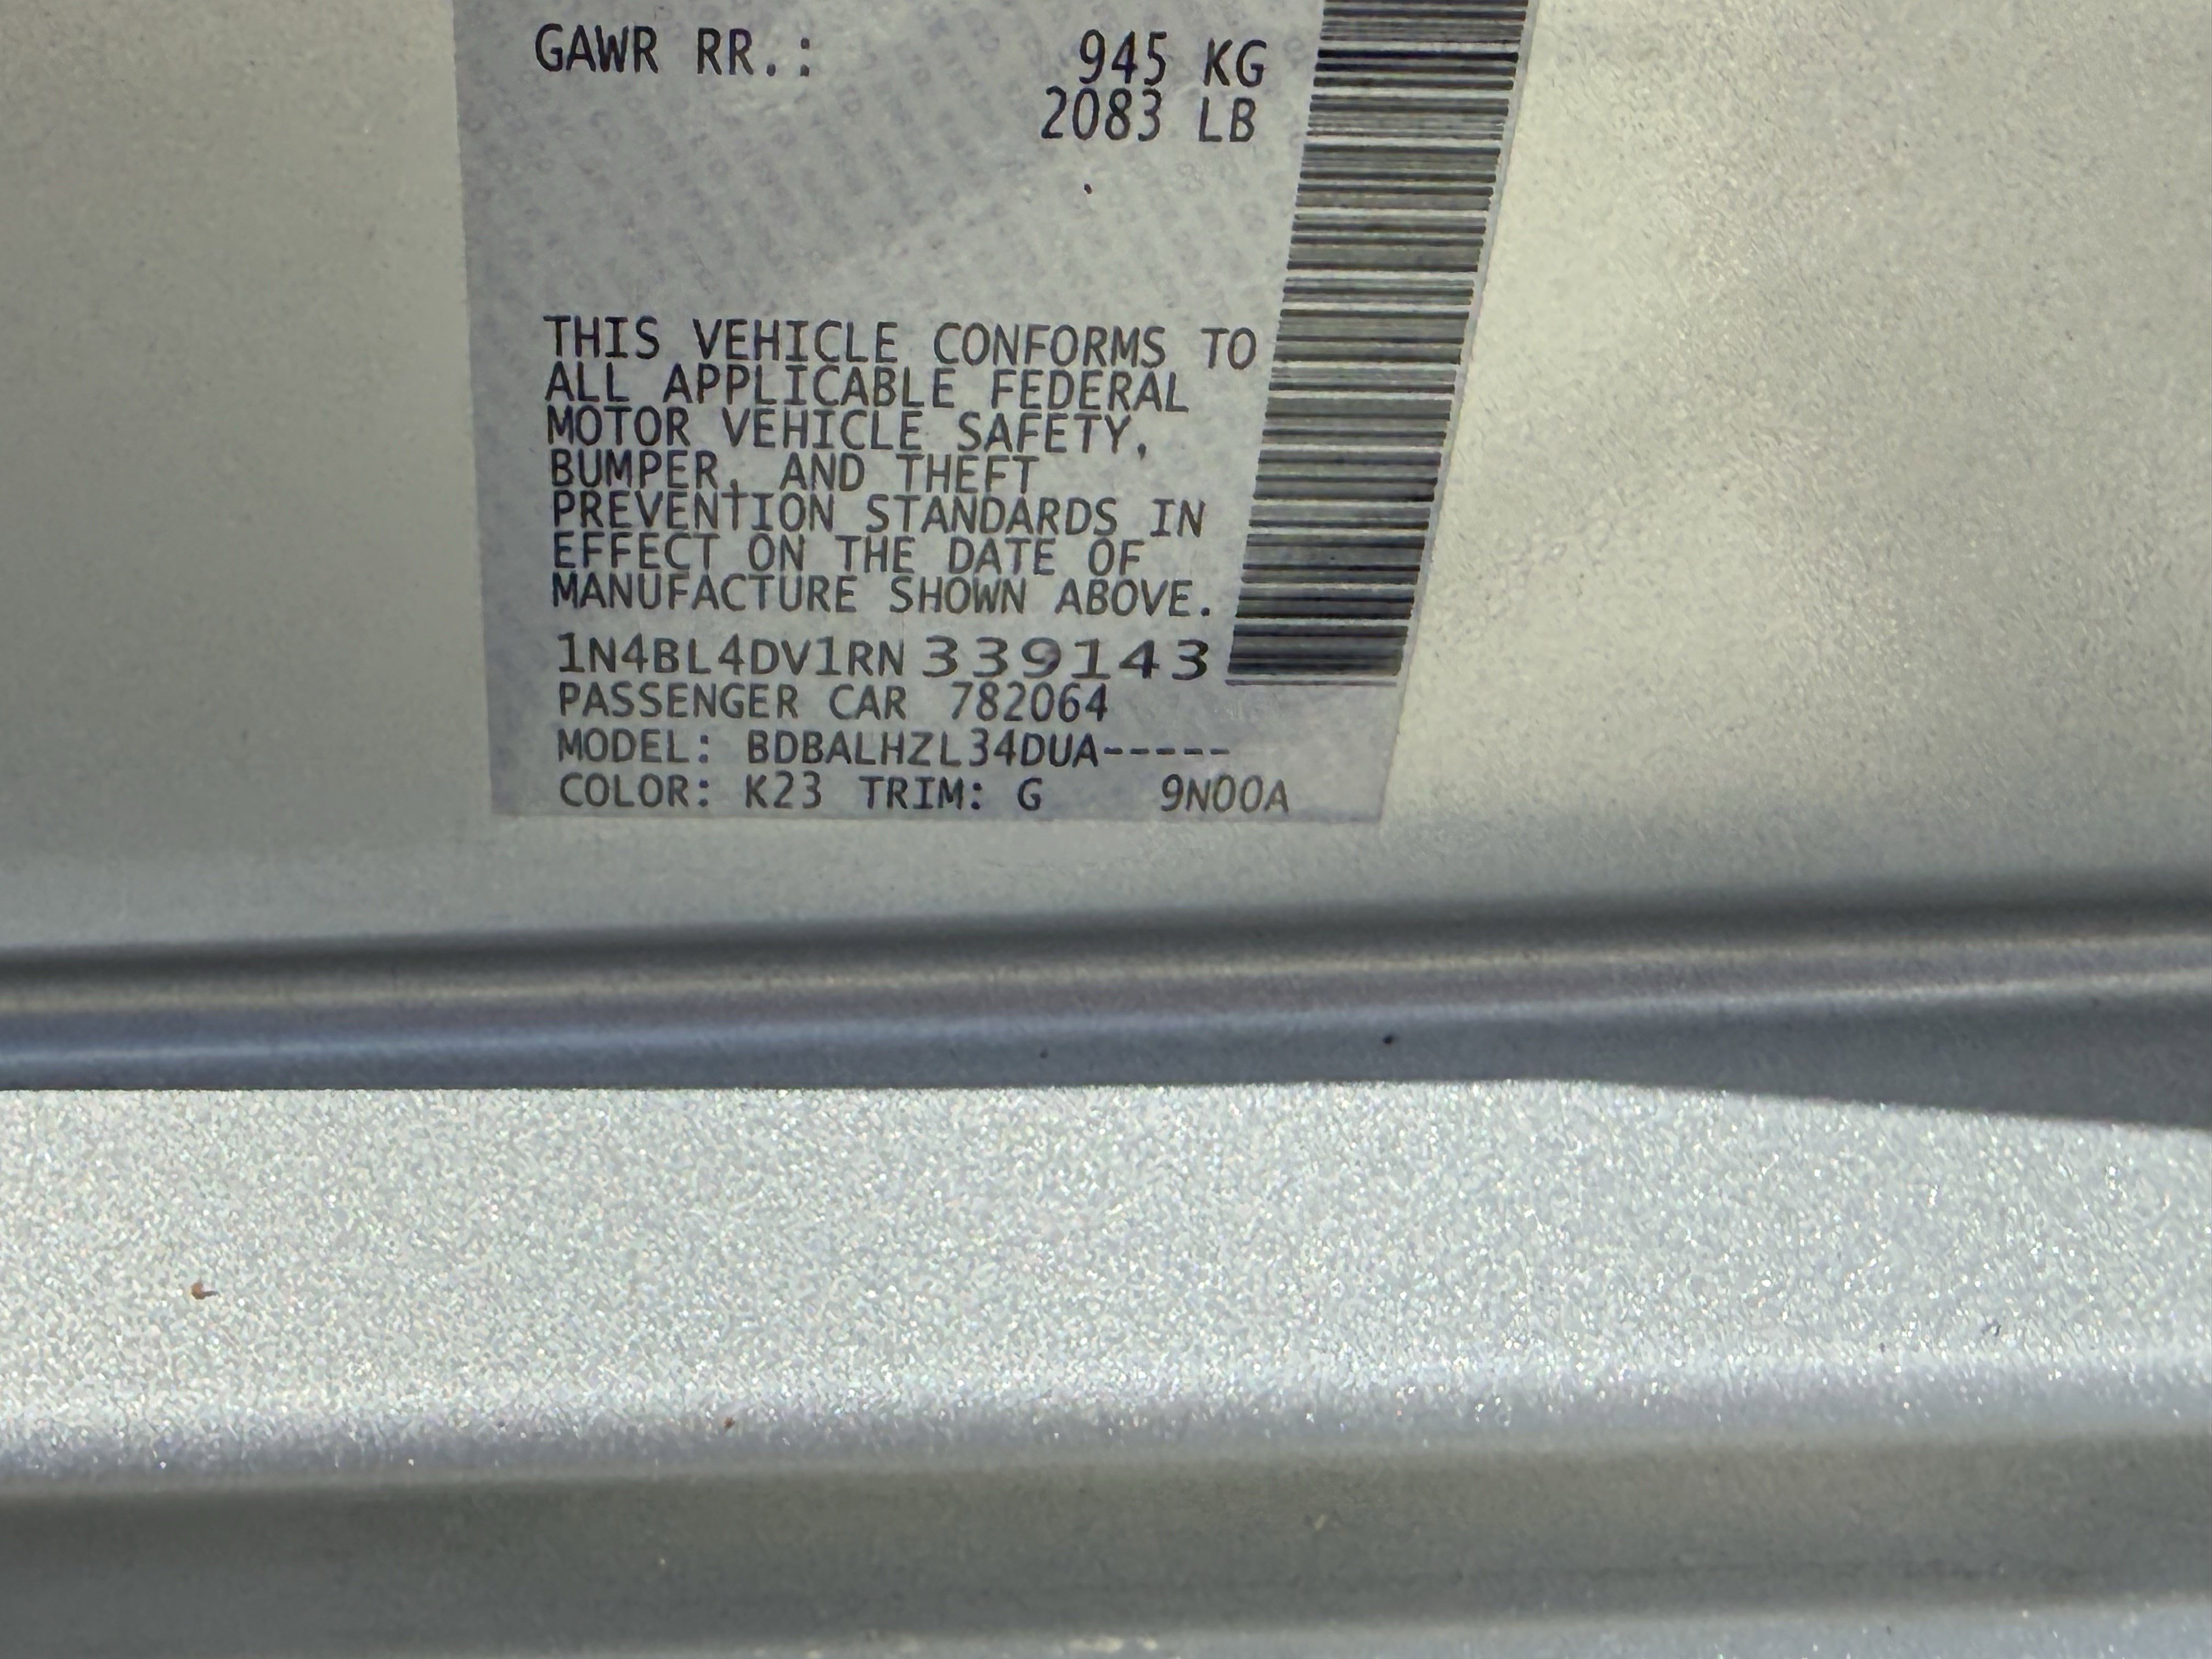 GAWR RR.: 945 KG
2083 LB
THIS VEHICLE CONFORMS TO
ALL APPLICABLE FEDERAL
MOTOR VEHICLE SAFETY,
BUMPER, AND THEFT
PREVENTION STANDARDS IN
EFFECT ON THE DATE OF
MANUFACTURE SHOWN ABOVE.
1N4BL4DV1RN339143
PASSENGER CAR 782064
MODEL: BDBALHZL34DUA-----
COLOR: K23 TRIM: G 9N00A